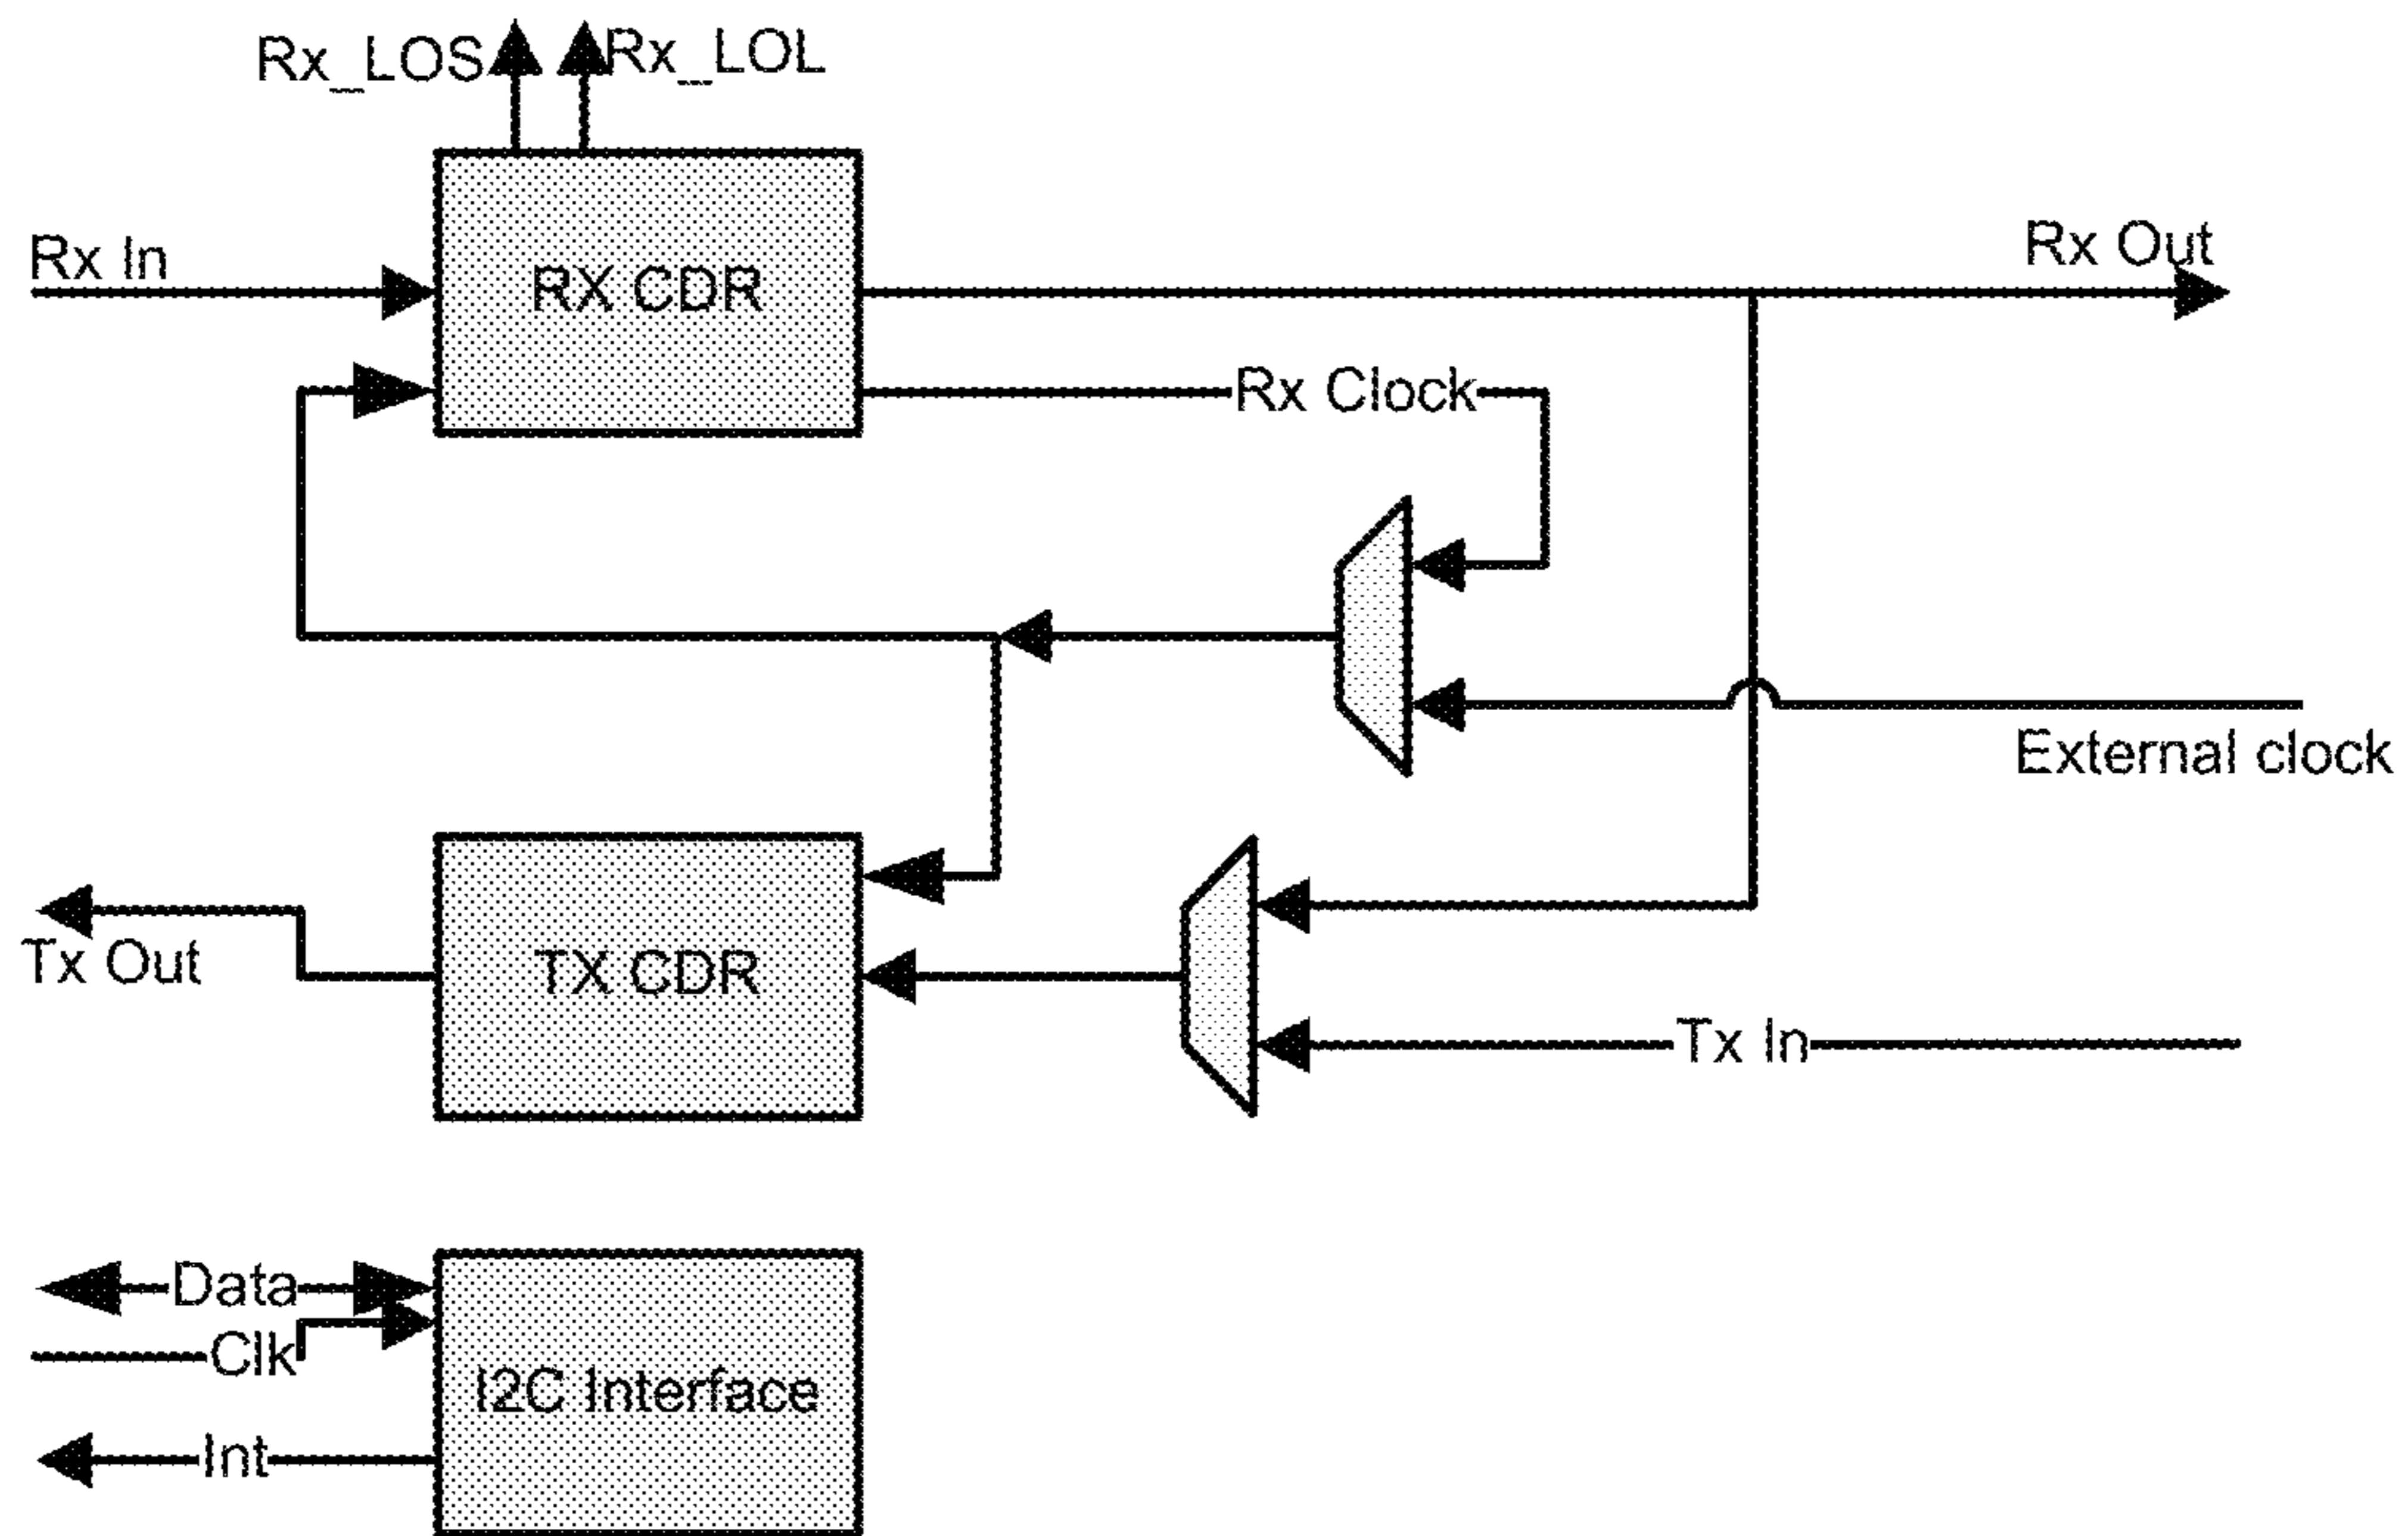 Rx_LOS
Rx_LOL
Rx In
RX CDR
Rx Out
Rx Clock
External clock
Tx Out
TX CDR
Tx In
Data
Clk
I2C Interface
Int